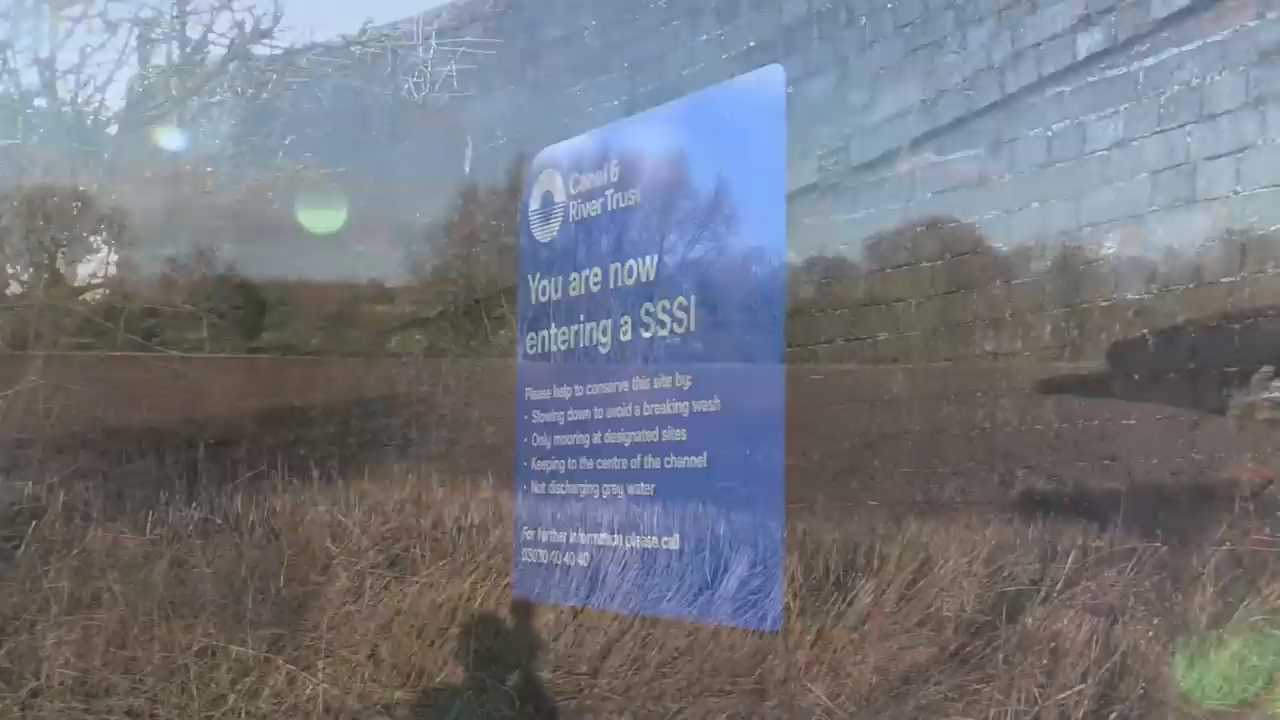 Canal &
River Trust
You are now
entering a SSSI
Please help to conserve this site by:
· Slowing down to avoid a breaking wash
· Only mooring at designated sites
· Keeping to the centre of the channel
· Not discharging grey water
For further information please call
03030 40 40 40